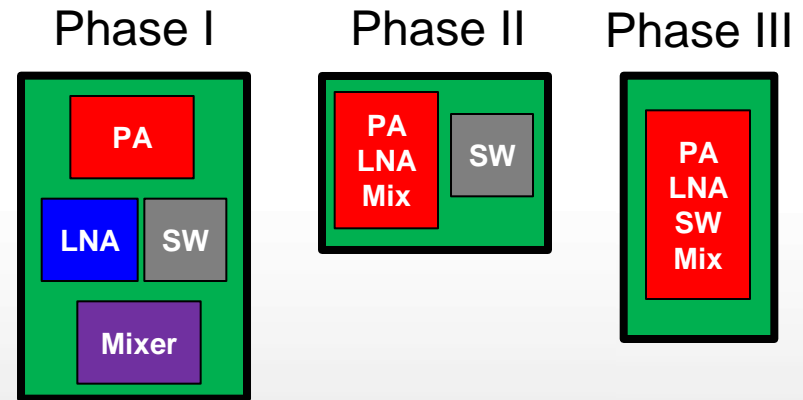 Phase I
PA
LNA
SW
Mixer
Phase II
PA
LNA
Mix
SW
Phase III
PA
LNA
SW
Mix